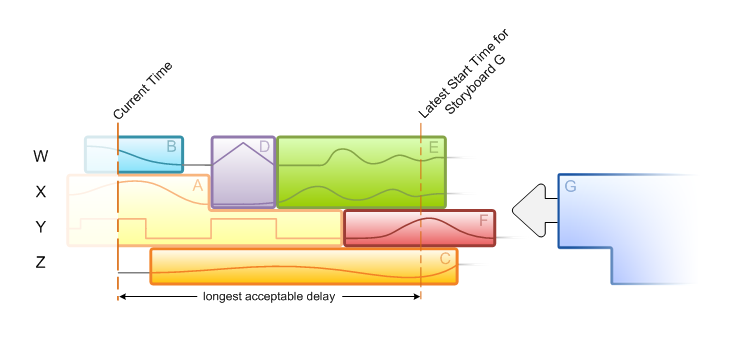 Current Time
Latest Start Time for
Storyboard G
W
B
D
E
X
A
G
Y
F
Z
C
longest acceptable delay